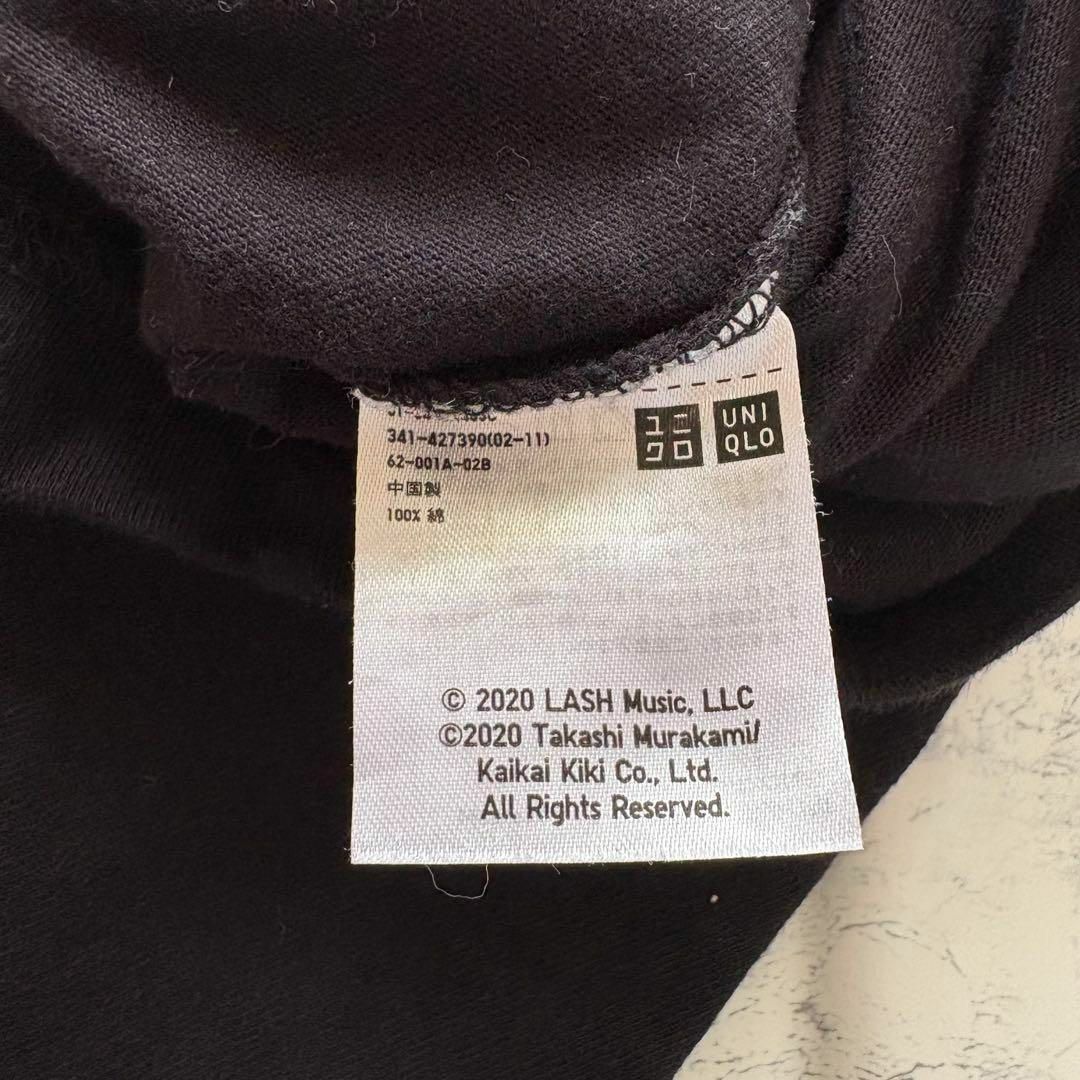 341-427390(02-11)
62-001A-02B
中国製
100% 綿
ユニ
クロ
UNI
QLO
© 2020 LASH Music, LLC
©2020 Takashi Murakami/
Kaikai Kiki Co., Ltd.
All Rights Reserved.